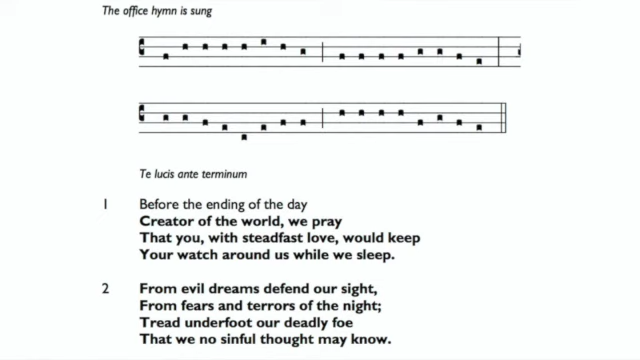 The office hymn is sung
Te lucis ante terminum
1 Before the ending of the day
Creator of the world, we pray
That you, with steadfast love, would keep
Your watch around us while we sleep.
2 From evil dreams defend our sight,
From fears and terrors of the night;
Tread underfoot our deadly foe
That we no sinful thought may know.